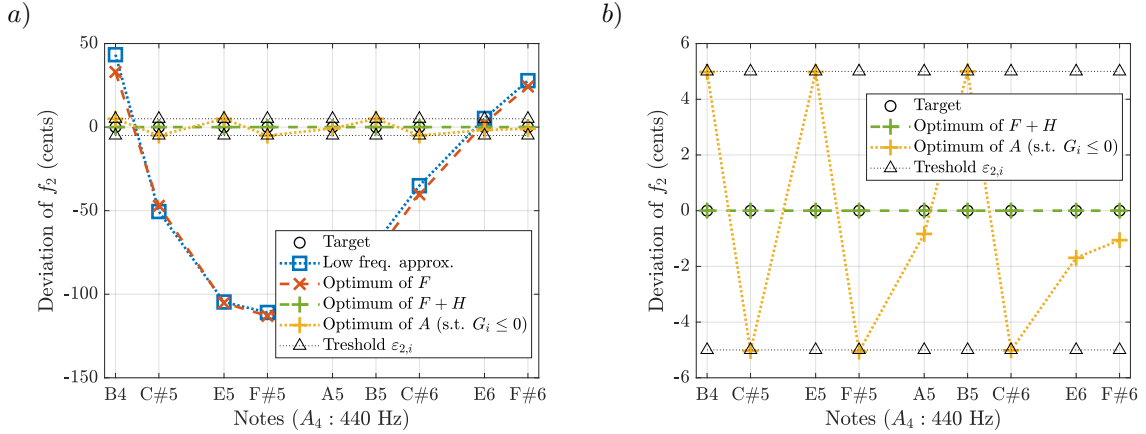 a)
50
0
-50
-100
-150
Deviation of f₂ (cents)
Target
Low freq. approx.
Optimum of F
Optimum of F + H
Optimum of A (s.t. Gᵢ ≤ 0)
Treshold ε₂,ᵢ
B4 C#5 E5 F#5 A5 B5 C#6 E6 F#6
Notes (A₄ : 440 Hz)
b)
6
4
2
0
-2
-4
-6
Deviation of f₂ (cents)
Target
Optimum of F + H
Optimum of A (s.t. Gᵢ ≤ 0)
Treshold ε₂,ᵢ
B4 C#5 E5 F#5 A5 B5 C#6 E6 F#6
Notes (A₄ : 440 Hz)